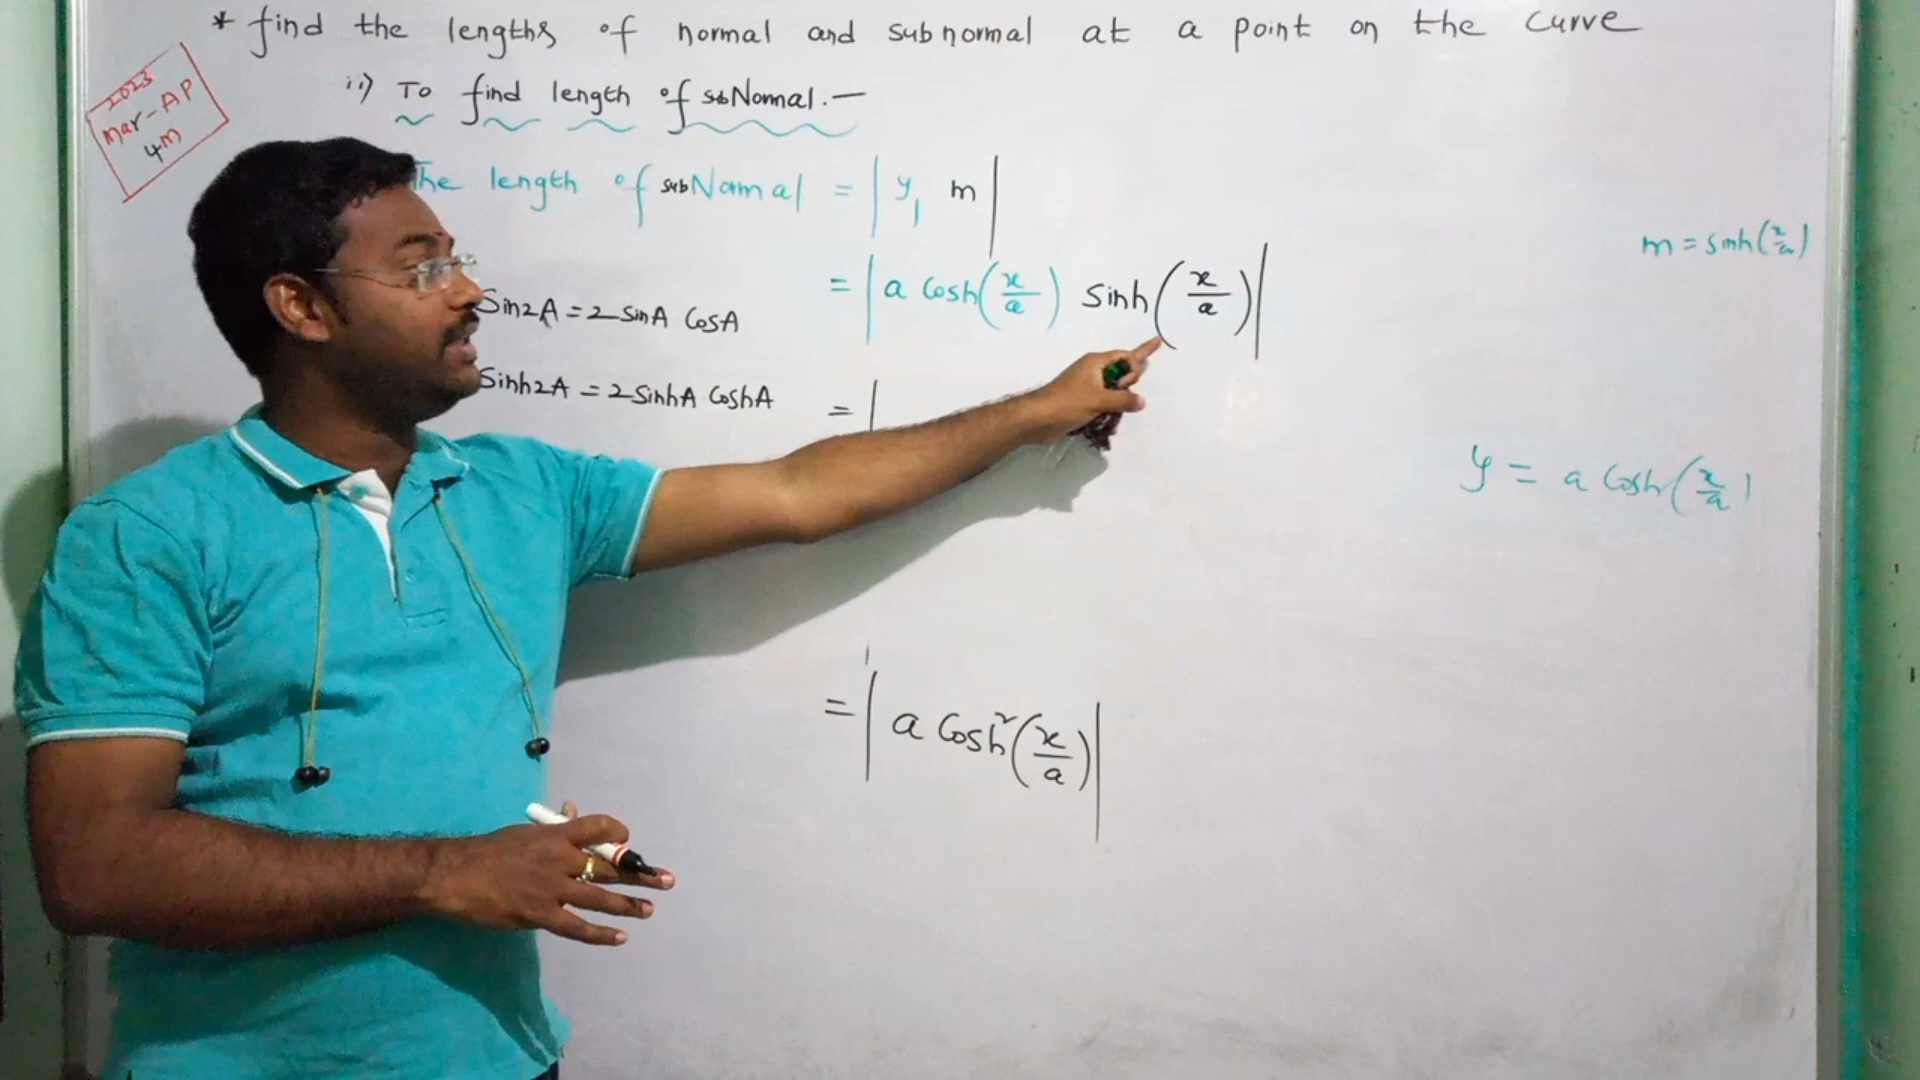 * find the lengths of normal and subnormal at a point on the curve
2023
Mar-AP
4M
ii) To find length of subNormal.—
The length of subNormal = | y₁ m |
m = sinh(x/a)
= | a Cosh(x/a) Sinh(x/a) |
Sin2A = 2 sinA CosA
Sinh2A = 2 SinhA CoshA
= |
y = a Cosh(x/a)
= | a Cosh²(x/a) |